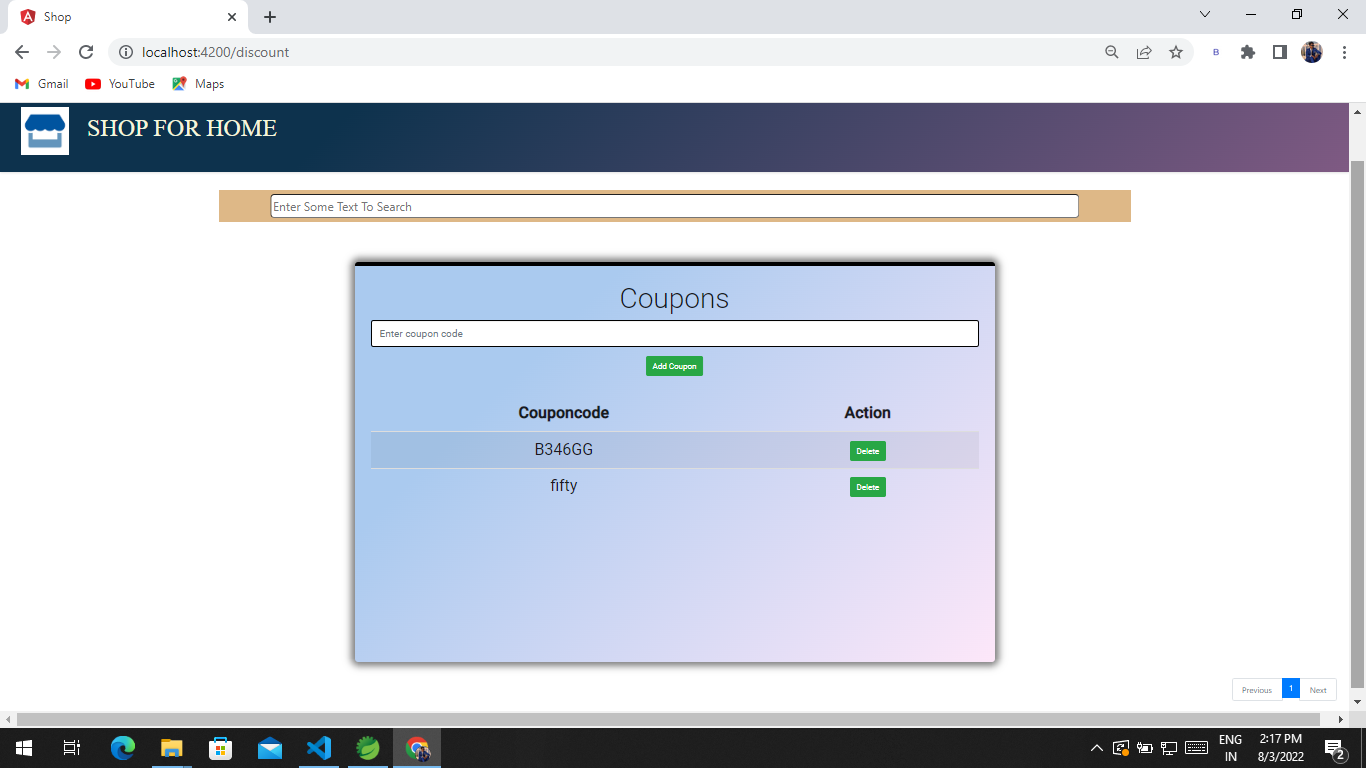 Shop
localhost:4200/discount
B
Gmail
YouTube
Maps
SHOP FOR HOME
Enter Some Text To Search
Coupons
Enter coupon code
Add Coupon
Couponcode Action
B346GG Delete
fifty Delete
Previous 1 Next
ENG
IN
2:17 PM
8/3/2022
2